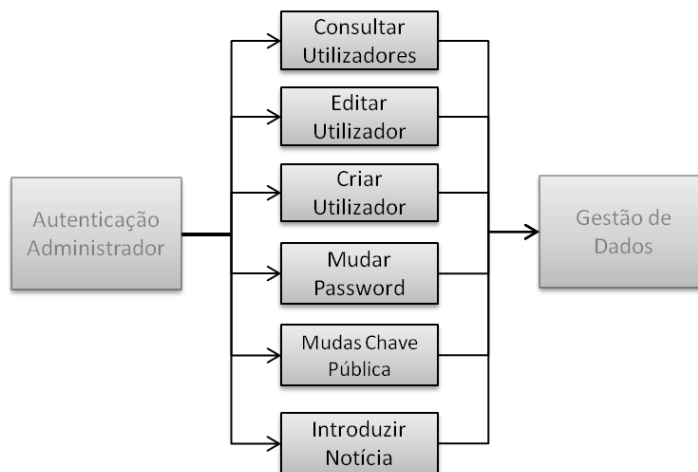 Consultar
Utilizadores
Editar
Utilizador
Criar
Utilizador
Autenticação
Administrador
Gestão de
Dados
Mudar
Password
Mudas Chave
Pública
Introduzir
Notícia